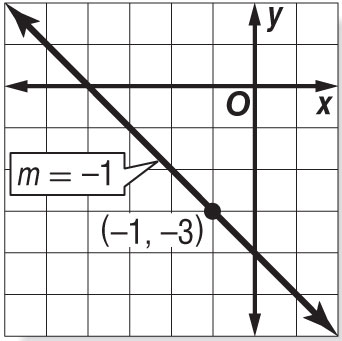 y
O
x
m = −1
(−1, −3)